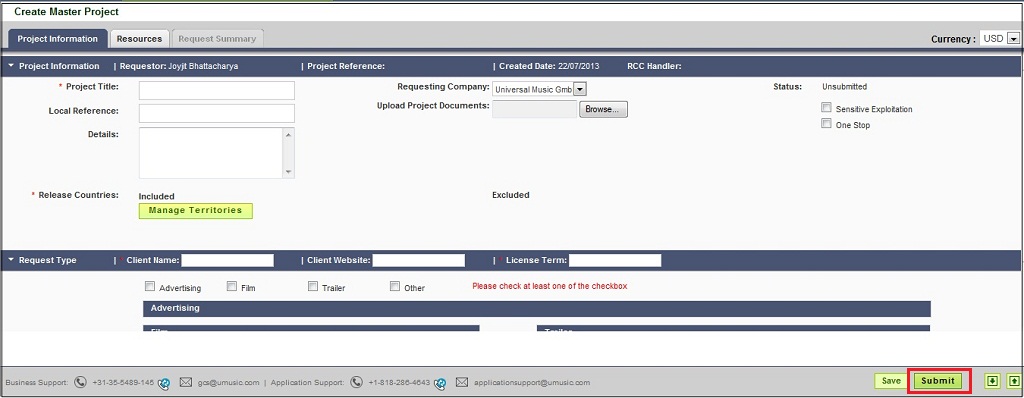 Create Master Project
Project Information Resources Request Summary Currency : USD
Project Information | Requestor: Joyjit Bhattacharya | Project Reference: | Created Date: 22/07/2013 RCC Handler:
* Project Title: Requesting Company: Universal Music Gmb Status: Unsubmitted
Local Reference: Upload Project Documents: Browse... Sensitive Exploitation
Details: One Stop
* Release Countries: Included Excluded
Manage Territories
Request Type | * Client Name: | Client Website: | * License Term:
Advertising Film Trailer Other Please check at least one of the checkbox
Advertising
Film Trailer
Business Support: +31-35-6489-146 gcs@umusic.com | Application Support: +1-818-286-4643 applicationsupport@umusic.com Save Submit